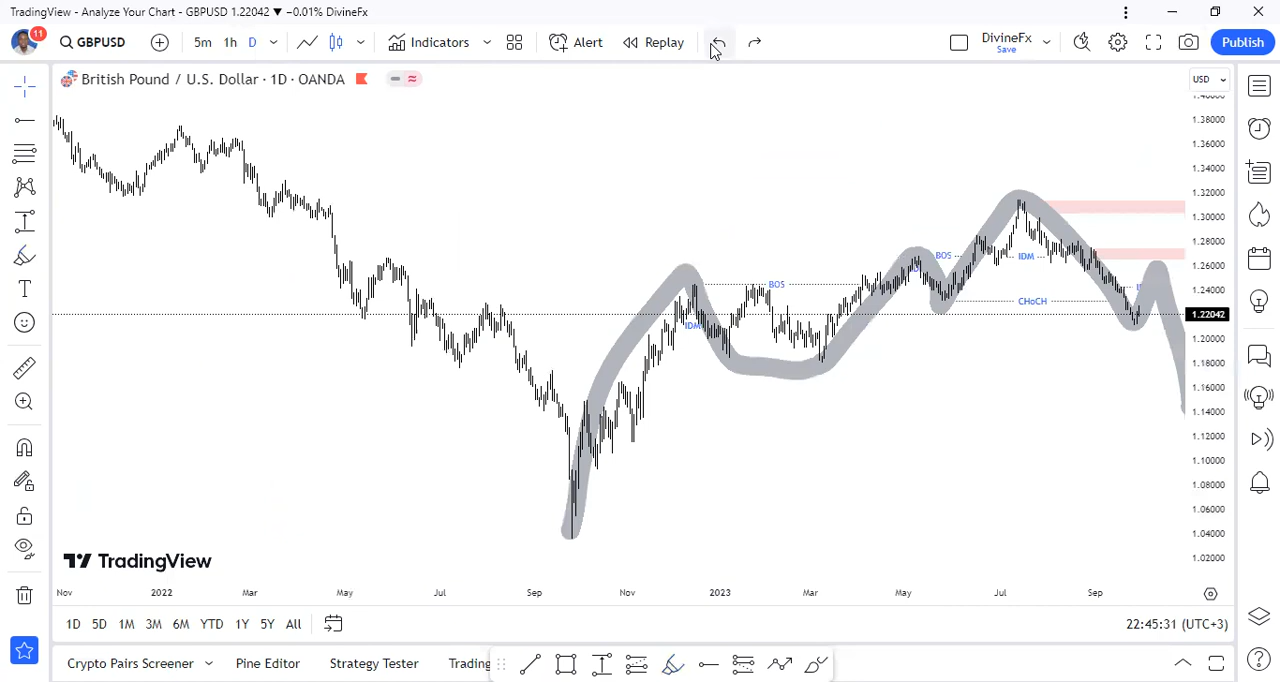 TradingView - Analyze Your Chart - GBPUSD 1.22042 ▼ −0.01% DivineFx
11
GBPUSD
5m 1h D
Indicators
Alert
Replay
DivineFx
Save
Publish
British Pound / U.S. Dollar · 1D · OANDA
USD
1.38000
1.36000
1.34000
1.32000
1.30000
1.28000
1.26000
1.24000
1.22042
1.20000
1.18000
1.16000
1.14000
1.12000
1.10000
1.08000
1.06000
1.04000
1.02000
BOS
IDM
BOS
IDM
CHoCH
TradingView
Nov 2022 Mar May Jul Sep Nov 2023 Mar May Jul Sep
1D 5D 1M 3M 6M YTD 1Y 5Y All
22:45:31 (UTC+3)
Crypto Pairs Screener Pine Editor Strategy Tester Trading